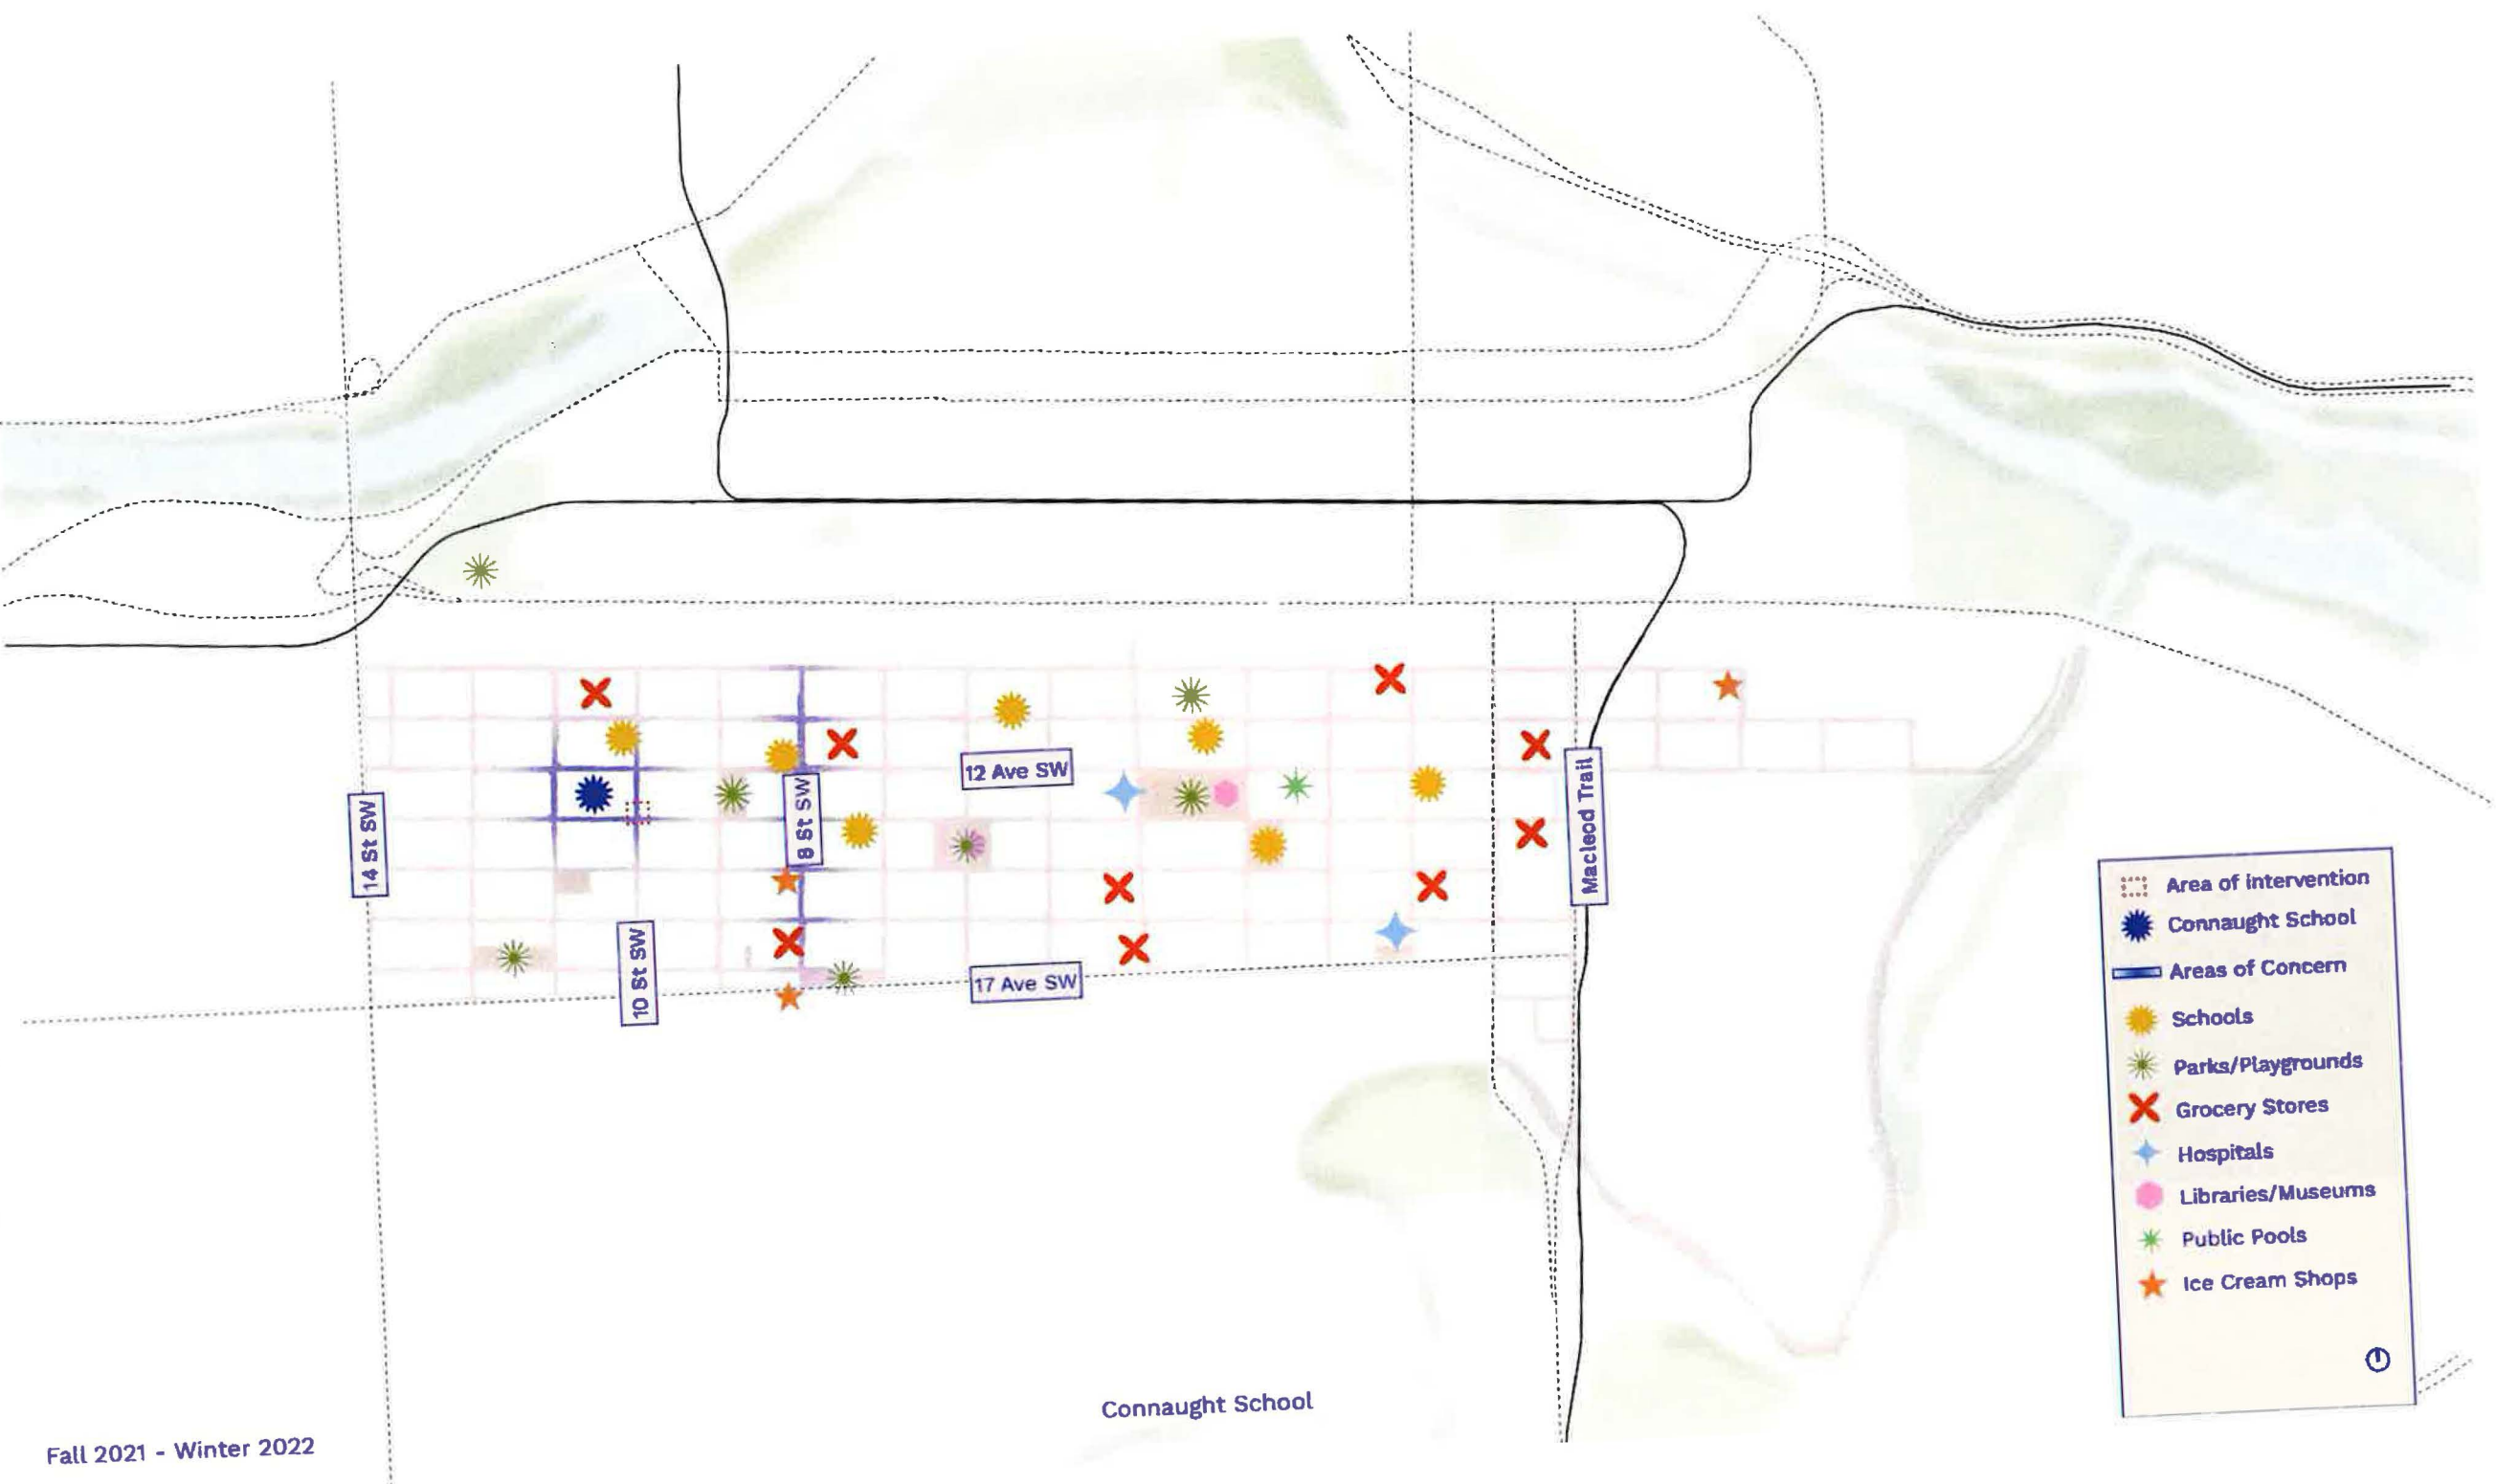 12 Ave SW
14 St SW
8 St SW
Macleod Trail
10 St SW
17 Ave SW
Area of intervention
Connaught School
Areas of Concern
Schools
Parks/Playgrounds
Grocery Stores
Hospitals
Libraries/Museums
Public Pools
Ice Cream Shops
Connaught School
Fall 2021 - Winter 2022